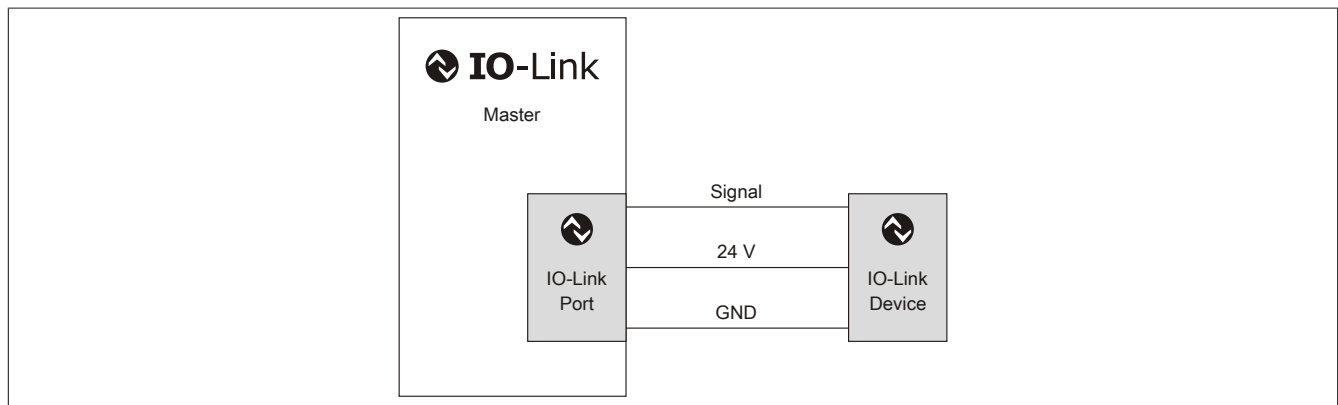 IO-Link
Master
Signal
24 V
GND
IO-Link
Port
IO-Link
Device